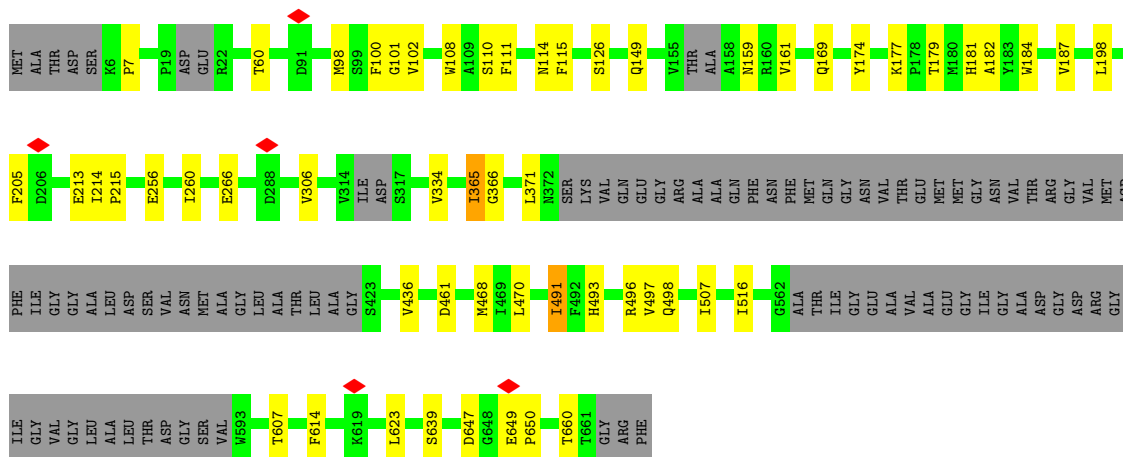 MET ALA THR ASP SER K6 P7 P19 ASP GLU R22 T60 D91 M98 S99 F100 G101 V102 W108 A109 S110 F111 N114 F115 S126 Q149 V155 THR ALA A158 N159 R160 V161 Q169 Y174 K177 P178 T179 M180 H181 A182 Y183 W184 V187 L198
F205 D206 E213 I214 P215 E256 I260 E266 D288 V306 V314 ILE ASP S317 V334 I365 G366 L371 N372 SER LYS VAL GLN GLU GLY ARG ALA ALA GLN PHE ASN PHE MET GLN GLY ASN VAL THR GLU MET MET GLY ASN VAL THR ARG GLY VAL MET
PHE ILE GLY GLY ALA LEU ASP SER VAL ASN MET ALA GLY LEU ALA THR LEU ALA GLY S423 V436 D461 M468 I469 L470 I491 F492 H493 R496 V497 Q498 I507 I516 G562 ALA THR ILE GLY GLU ALA VAL ALA GLU GLY ILE GLY ALA ASP GLY ASP ARG GLY
ILE GLY VAL GLY LEU ALA LEU THR ASP GLY SER VAL W593 T607 F614 K619 L623 S639 D647 G648 E649 P650 T660 T661 GLY ARG PHE